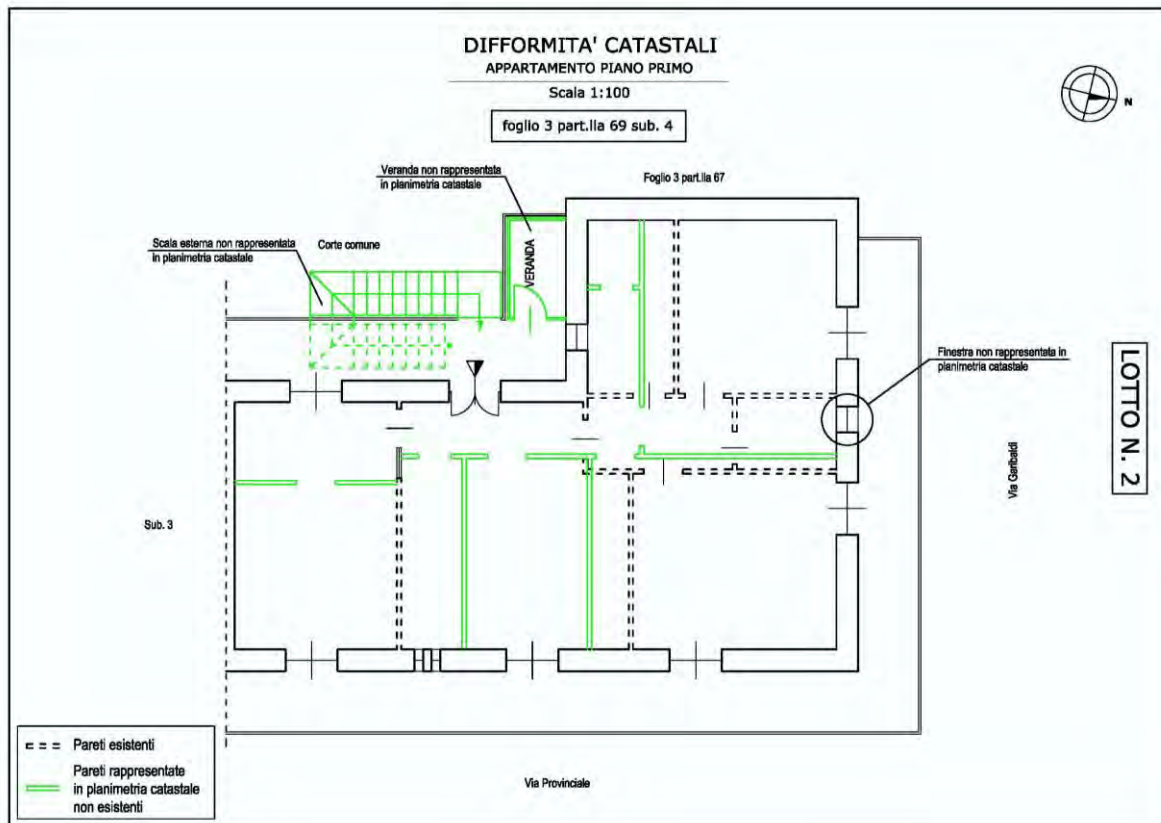 DIFFORMITA' CATASTALI
APPARTAMENTO PIANO PRIMO
Scala 1:100
foglio 3 part.lla 69 sub. 4
N
Veranda non rappresentata
in planimetria catastale
Foglio 3 part.lla 67
Scala esterna non rappresentata
in planimetria catastale
Corte comune
VERANDA
Finestra non rappresentata in
planimetria catastale
LOTTO N. 2
Via Garibaldi
Sub. 3
Pareti esistenti
Pareti rappresentate
in planimetria catastale
non esistenti
Via Provinciale